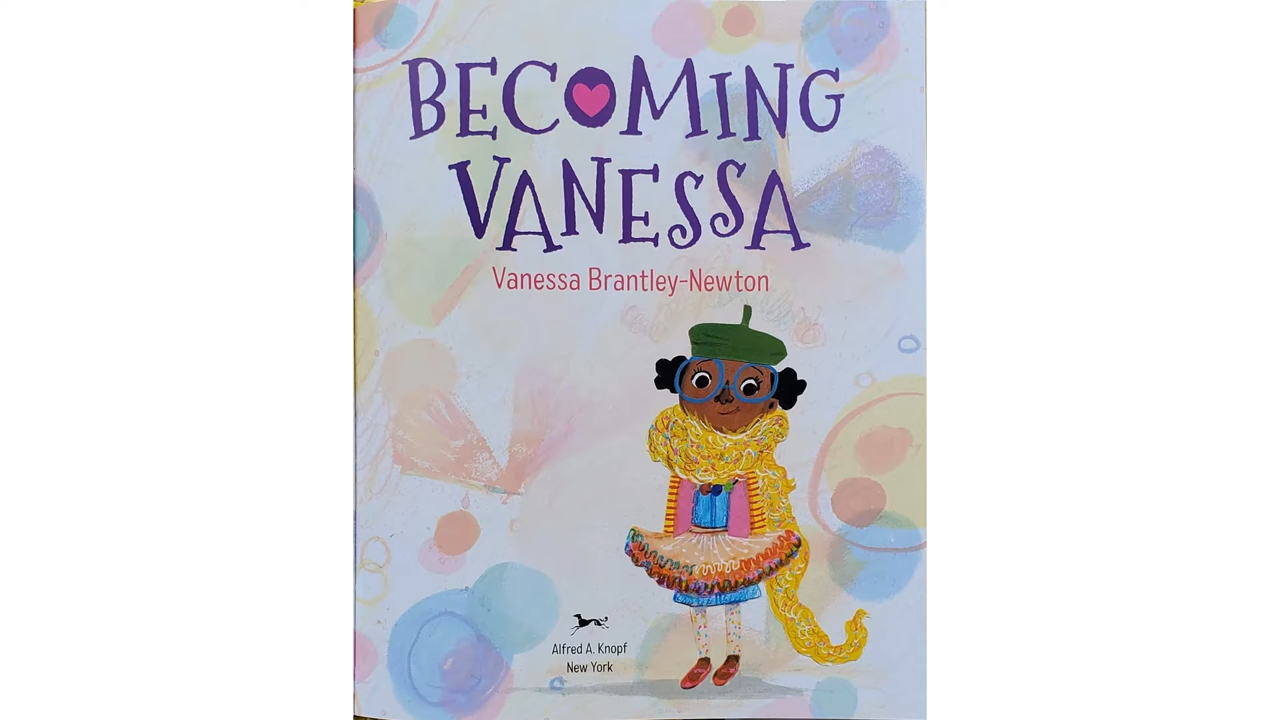 BECOMING
VANESSA
Vanessa Brantley-Newton
Alfred A. Knopf
New York